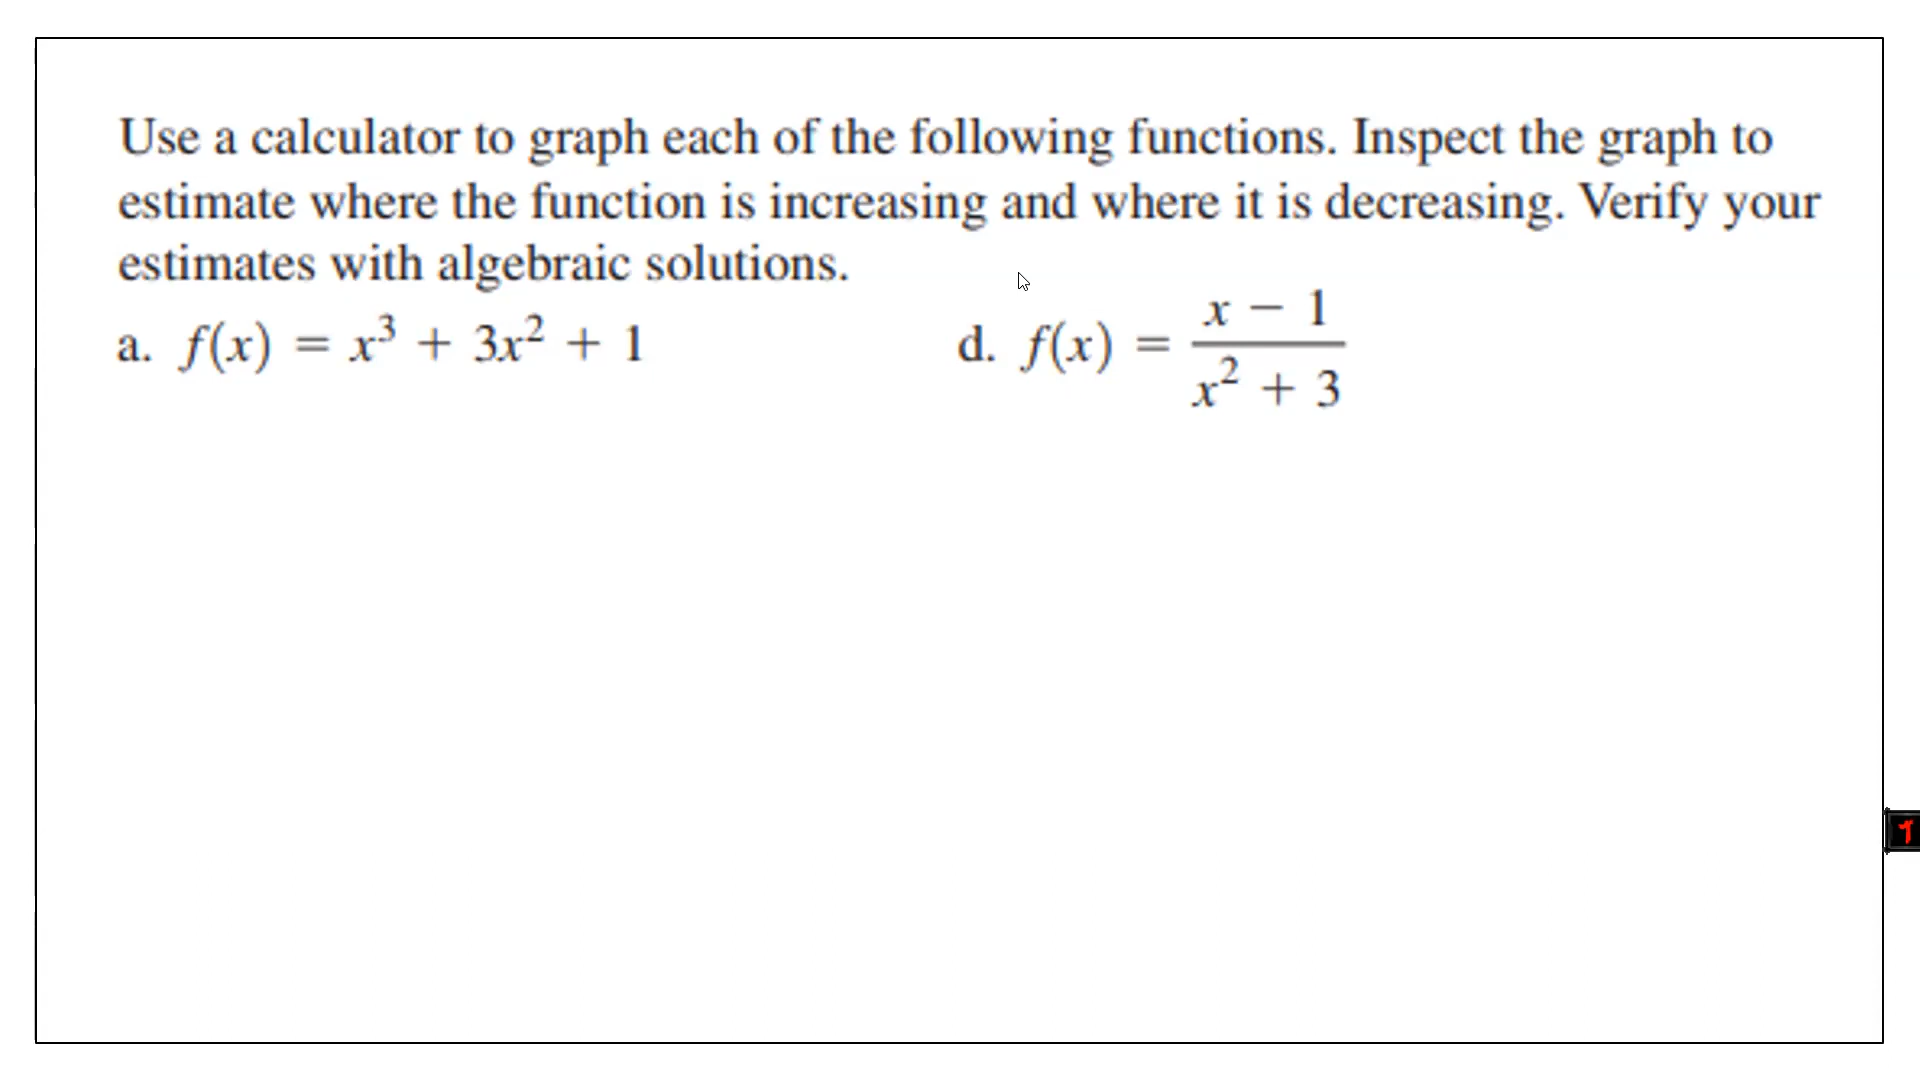 Use a calculator to graph each of the following functions. Inspect the graph to
estimate where the function is increasing and where it is decreasing. Verify your
estimates with algebraic solutions.
a. f(x) = x³ + 3x² + 1
d. f(x) = (x − 1)/(x² + 3)
1